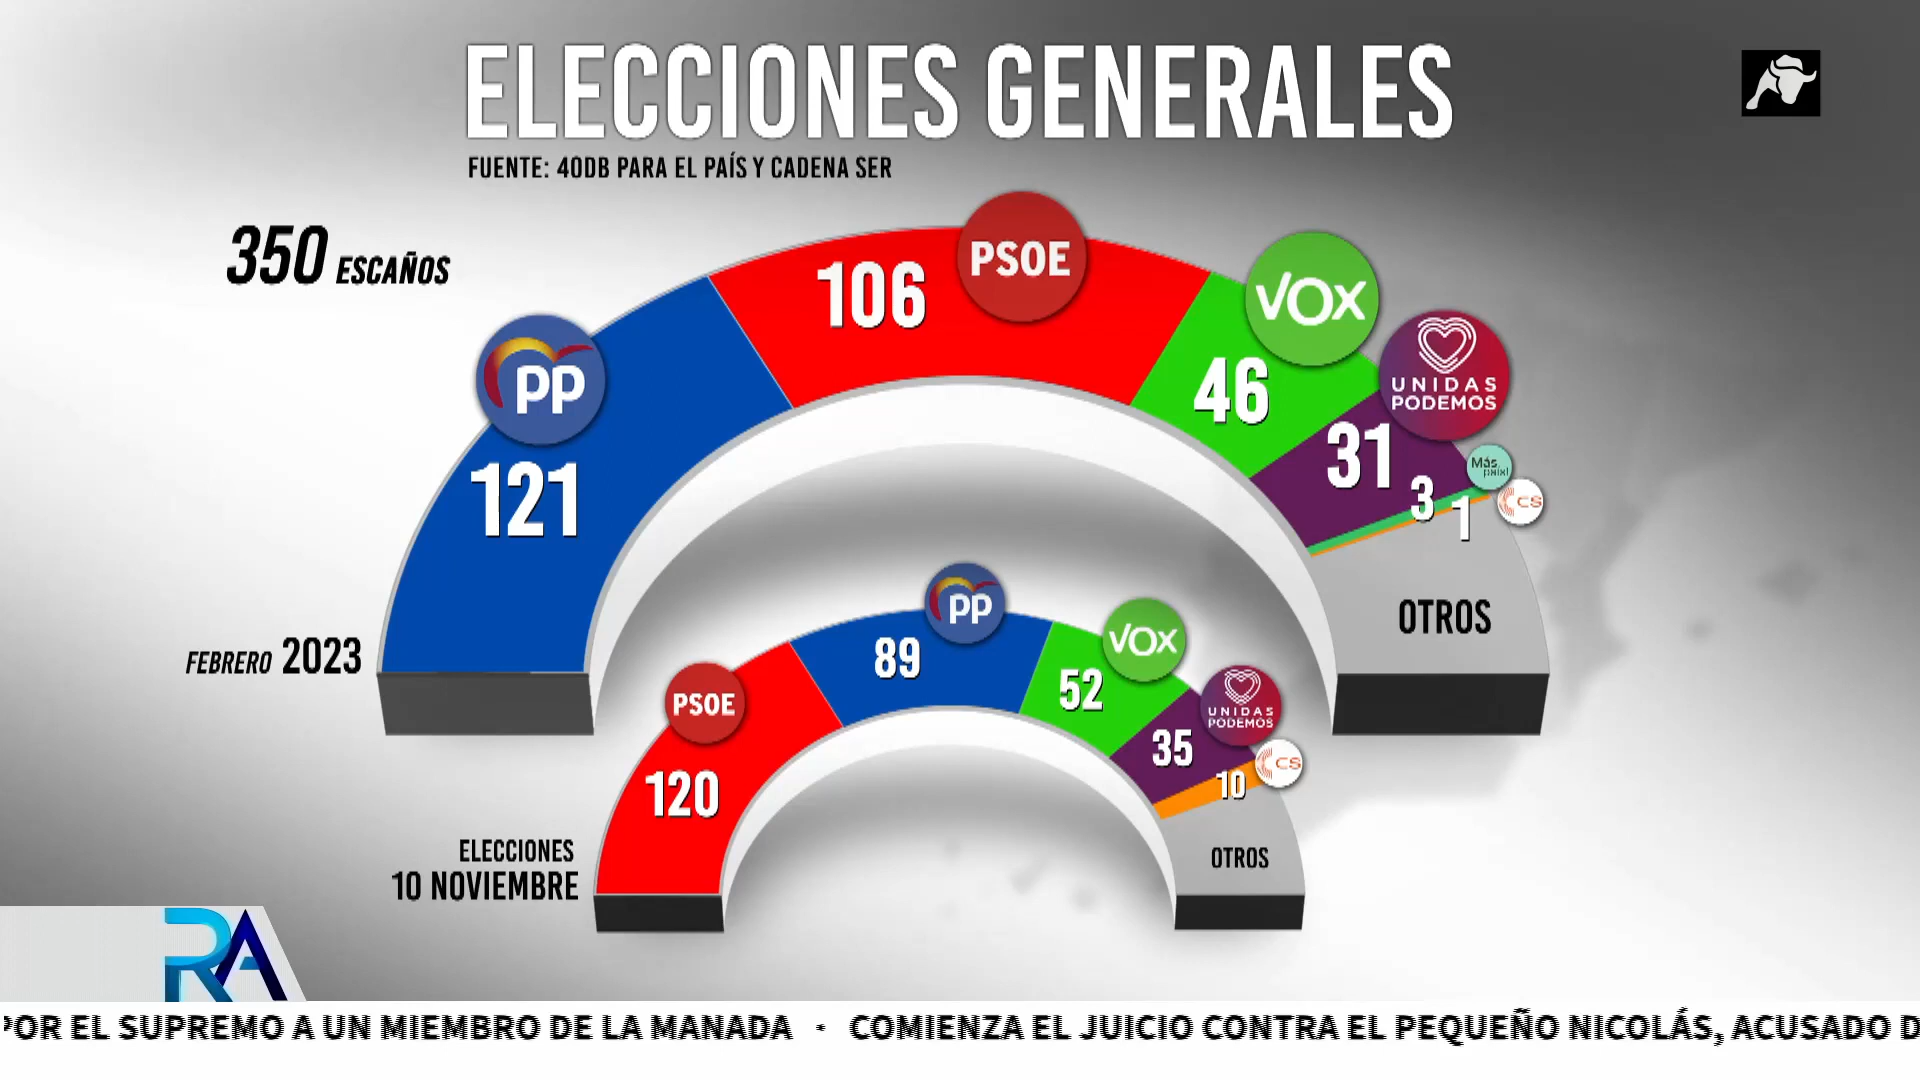 ELECCIONES GENERALES
FUENTE: 40DB PARA EL PAÍS Y CADENA SER
350 ESCAÑOS
PP
121
106
PSOE
46
VOX
31
UNIDAS
PODEMOS
3
Más
país!
1
CS
OTROS
FEBRERO 2023
PSOE
120
89
PP
52
VOX
35
UNIDAS
PODEMOS
10
CS
OTROS
ELECCIONES
10 NOVIEMBRE
RA
POR EL SUPREMO A UN MIEMBRO DE LA MANADA · COMIENZA EL JUICIO CONTRA EL PEQUEÑO NICOLÁS, ACUSADO D